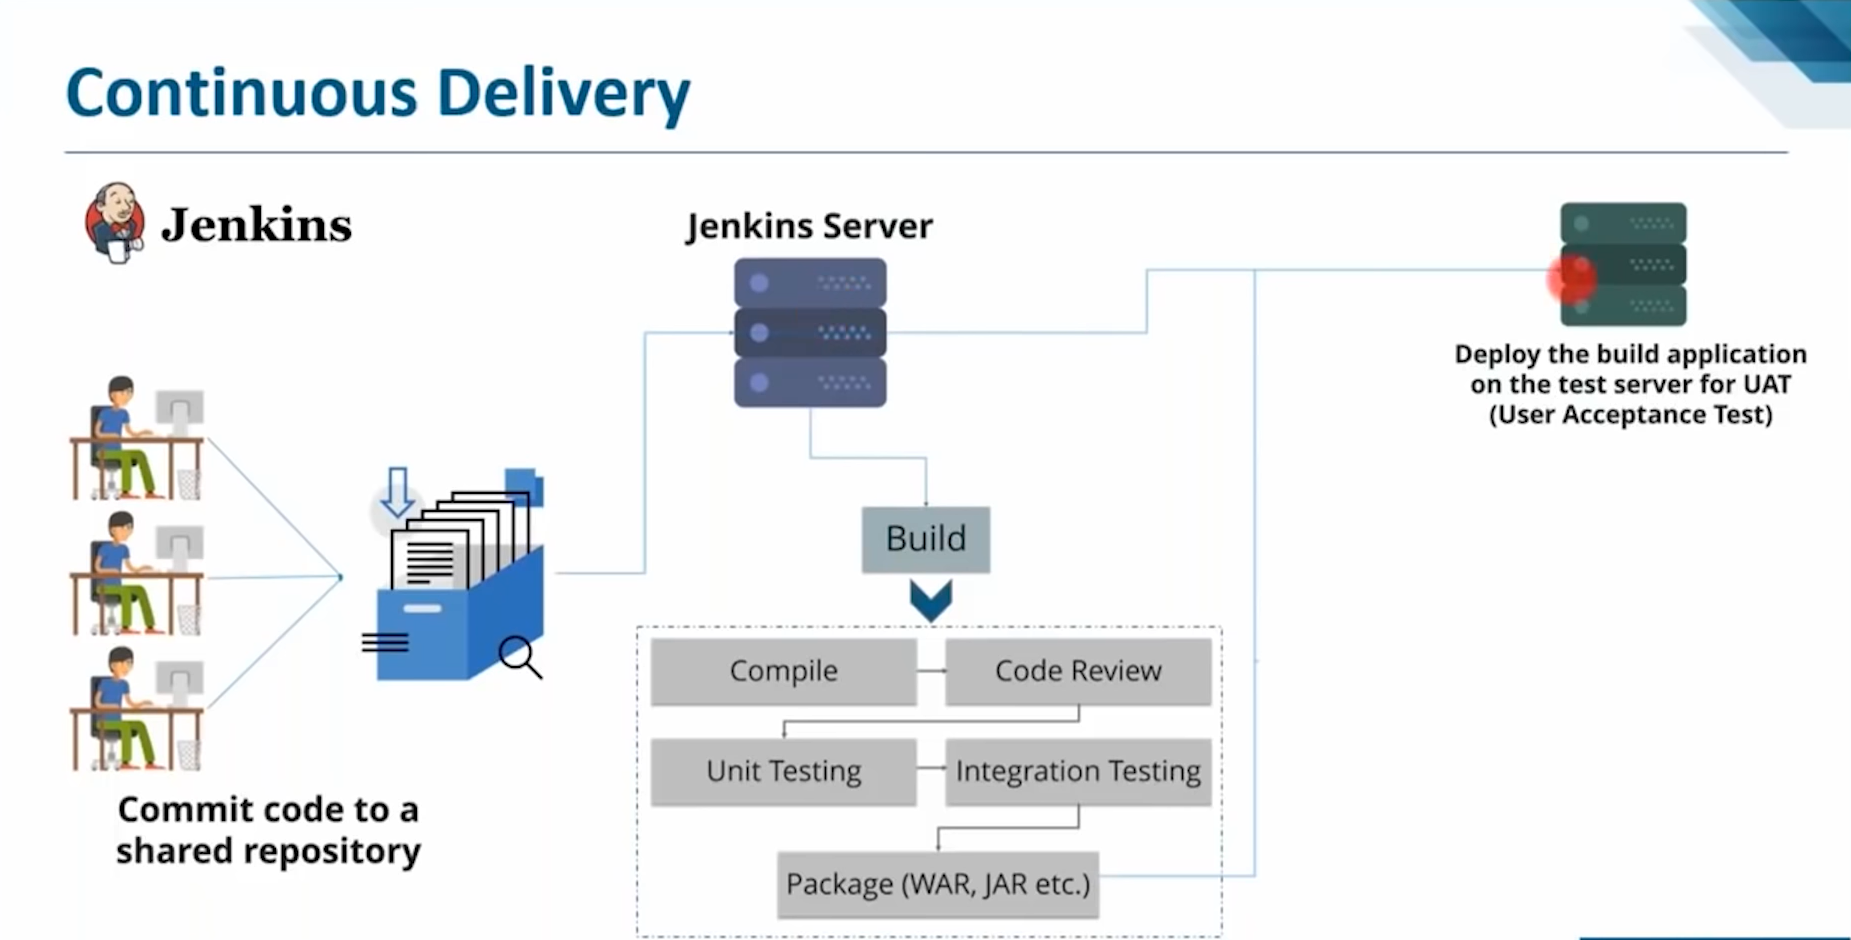 Continuous Delivery
Jenkins
Jenkins Server
Deploy the build application
on the test server for UAT
(User Acceptance Test)
Build
Compile
Code Review
Unit Testing
Integration Testing
Package (WAR, JAR etc.)
Commit code to a
shared repository